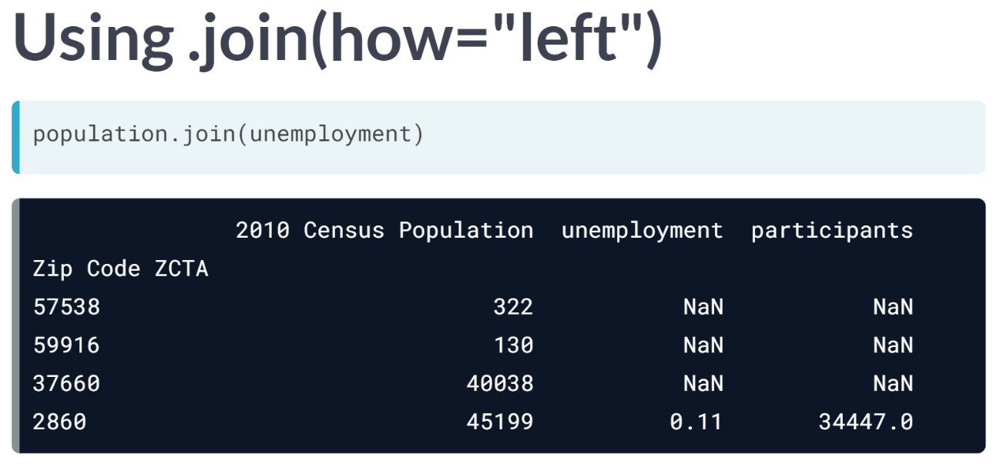 Using .join(how="left")
population.join(unemployment)
2010 Census Population unemployment participants
Zip Code ZCTA
57538 322 NaN NaN
59916 130 NaN NaN
37660 40038 NaN NaN
2860 45199 0.11 34447.0